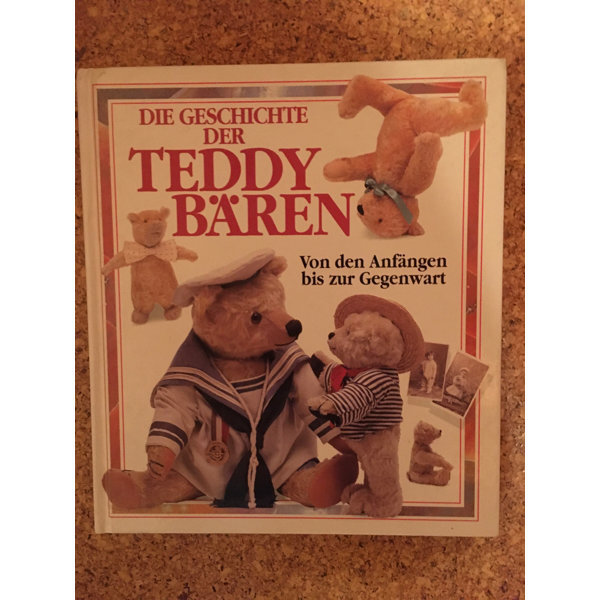 DIE GESCHICHTE
DER
TEDDY
BÄREN
Von den Anfängen
bis zur Gegenwart